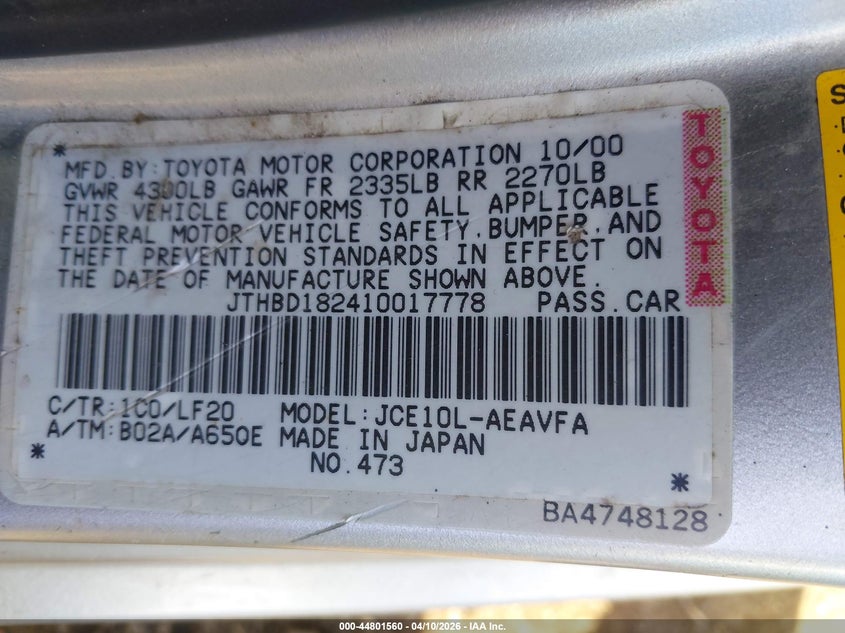 * MFD.BY:TOYOTA MOTOR CORPORATION 10/00
GVWR 4300LB GAWR FR 2335LB RR 2270LB
THIS VEHICLE CONFORMS TO ALL APPLICABLE
FEDERAL MOTOR VEHICLE SAFETY,BUMPER,AND
THEFT PREVENTION STANDARDS IN EFFECT ON
THE DATE OF MANUFACTURE SHOWN ABOVE.
JTHBD182410017778 PASS.CAR
C/TR:1C0/LF20 MODEL:JCE10L-AEAVFA
A/TM:B02A/A650E MADE IN JAPAN
* NO.473 *
BA4748128
TOYOTA
000-44801560 - 04/10/2026 - IAA Inc.